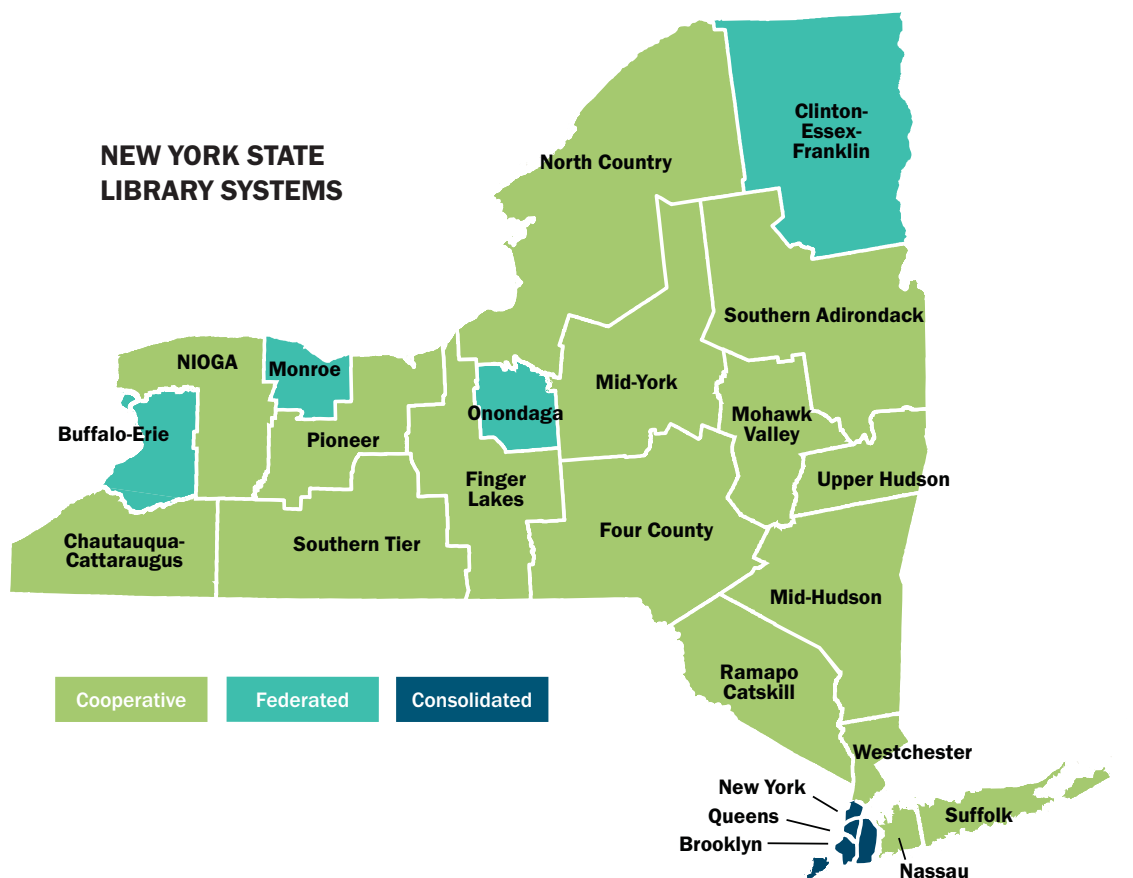 NEW YORK STATE
LIBRARY SYSTEMS
Clinton-
Essex-
Franklin
North Country
Southern Adirondack
NIOGA
Monroe
Mid-York
Onondaga
Mohawk
Valley
Buffalo-Erie
Pioneer
Finger
Lakes
Upper Hudson
Four County
Chautauqua-
Cattaraugus
Southern Tier
Mid-Hudson
Ramapo
Catskill
Cooperative
Federated
Consolidated
Westchester
New York
Queens
Brooklyn
Suffolk
Nassau